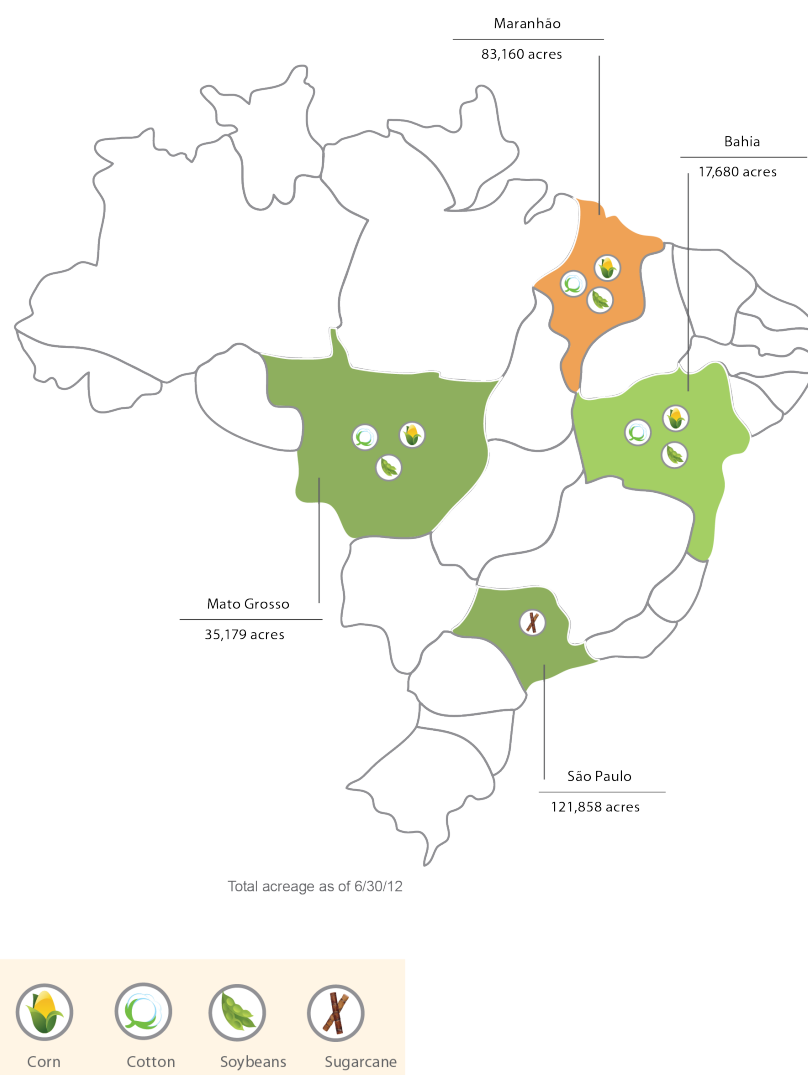 Maranhão
83,160 acres
Bahia
17,680 acres
Mato Grosso
35,179 acres
São Paulo
121,858 acres
Total acreage as of 6/30/12
Corn
Cotton
Soybeans
Sugarcane